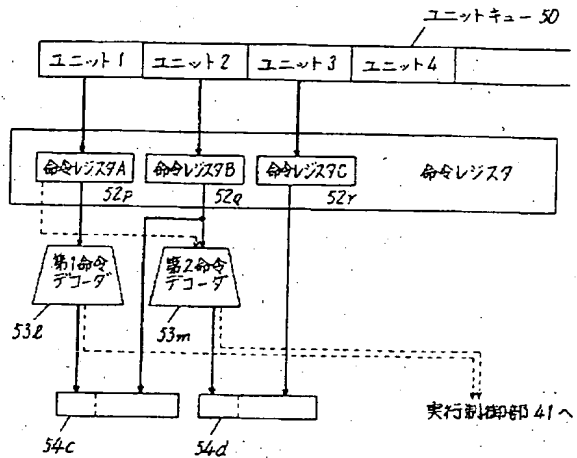 ユニットキュー 50
ユニット1 ユニット2 ユニット3 ユニット4
命令レジスタA 命令レジスタB 命令レジスタC 命令レジスタ
52p 52q 52r
第1命令デコーダ
第2命令デコーダ
53l 53m
実行制御部 41へ
54c 54d